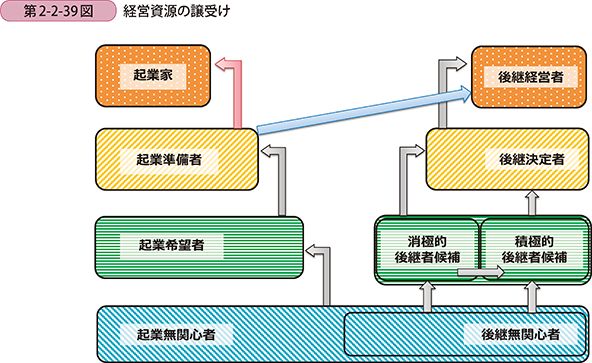 第2-2-39図 経営資源の譲受け
起業家
後継経営者
起業準備者
後継決定者
起業希望者
消極的
後継者候補
積極的
後継者候補
起業無関心者
後継無関心者